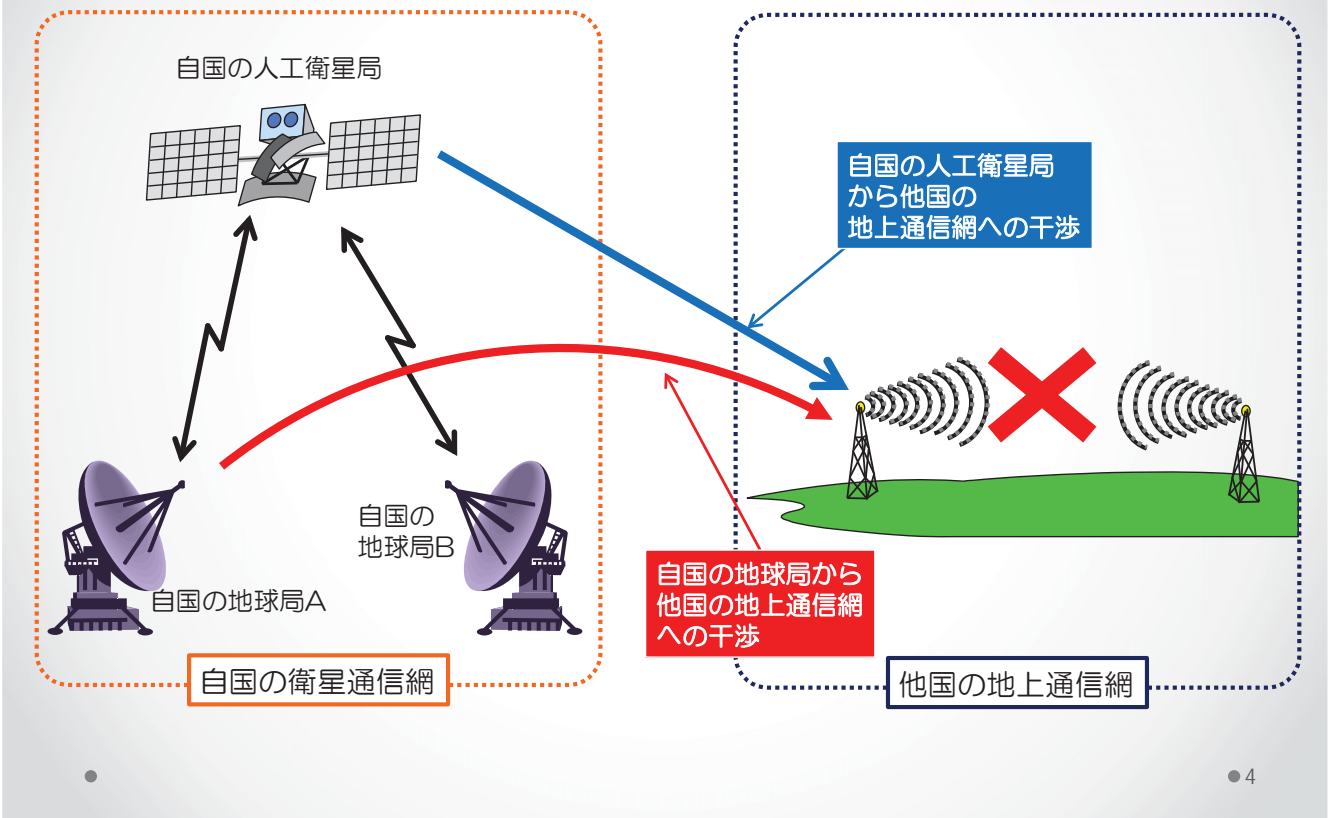 自国の人工衛星局
自国の人工衛星局
から他国の
地上通信網への干渉
自国の
地球局B
自国の地球局A
自国の地球局から
他国の地上通信網
への干渉
自国の衛星通信網
他国の地上通信網
4